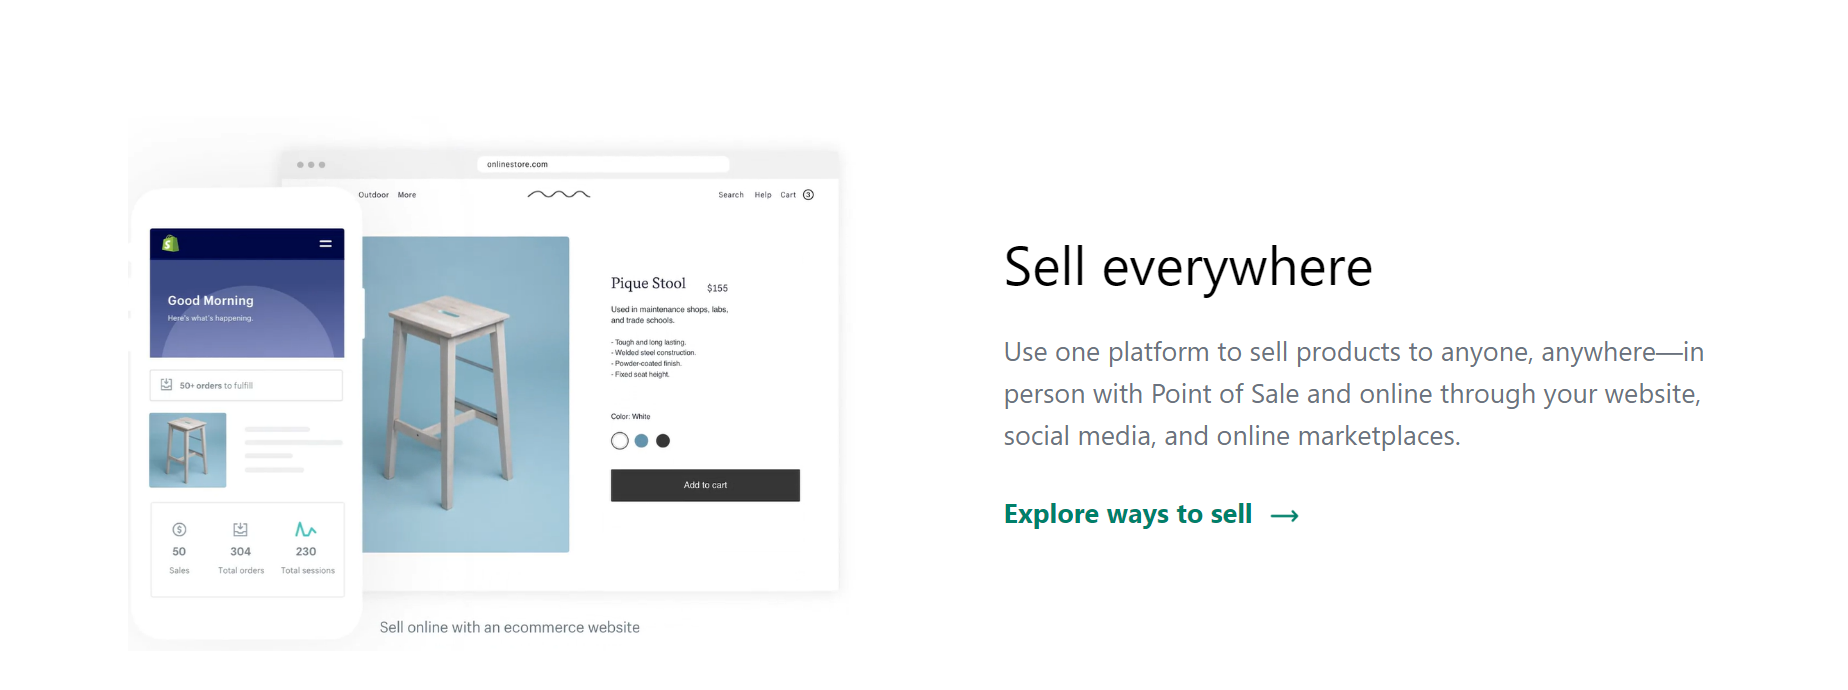 onlinestore.com
Outdoor More
Search Help Cart 3
Good Morning
Here's what's happening.
50+ orders to fulfill
50 304 230
Sales Total orders Total sessions
Pique Stool $155
Used in maintenance shops, labs,
and trade schools.
- Tough and long lasting.
- Welded steel construction.
- Powder-coated finish.
- Fixed seat height.
Color: White
Add to cart
Sell online with an ecommerce website
Sell everywhere
Use one platform to sell products to anyone, anywhere—in
person with Point of Sale and online through your website,
social media, and online marketplaces.
Explore ways to sell →